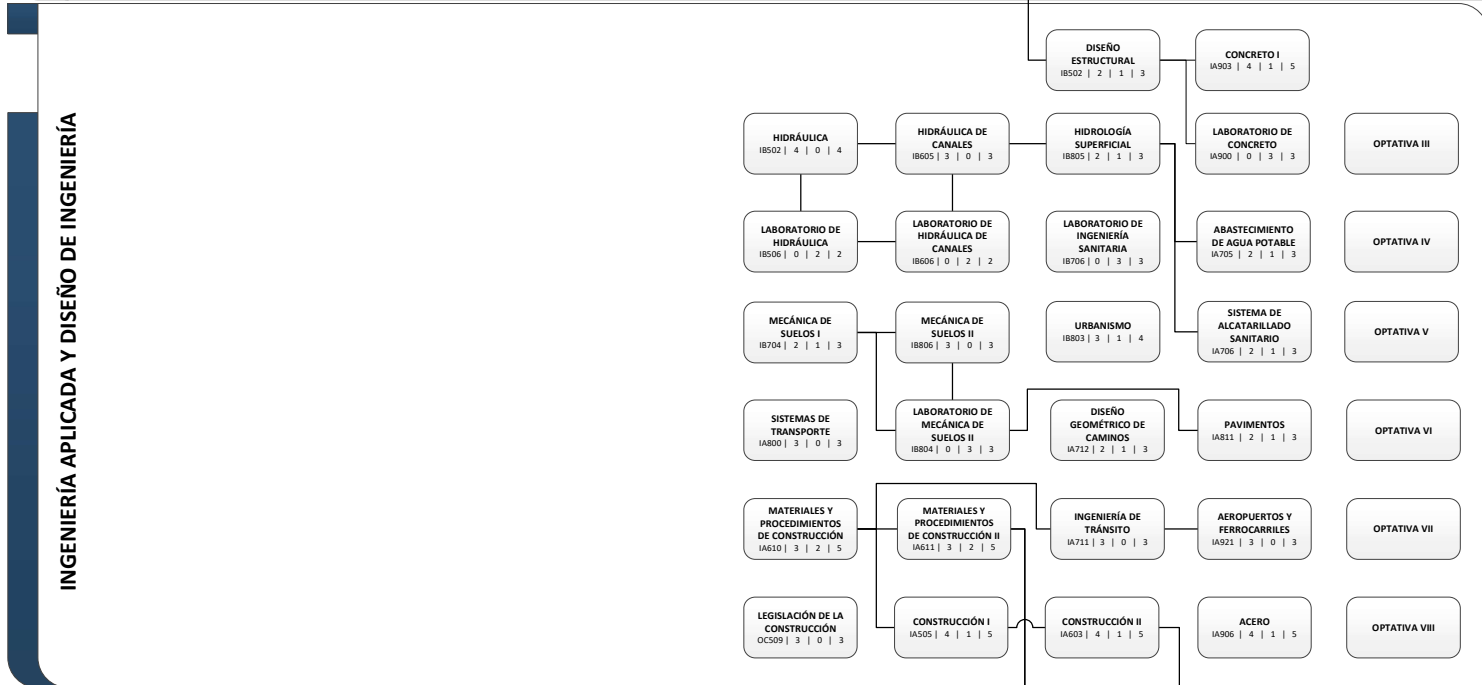 INGENIERÍA APLICADA Y DISEÑO DE INGENIERÍA
DISEÑO
ESTRUCTURAL
IB502 | 2 | 1 | 3
CONCRETO I
IA903 | 4 | 1 | 5
HIDRÁULICA
IB502 | 4 | 0 | 4
HIDRÁULICA DE
CANALES
IB605 | 3 | 0 | 3
HIDROLOGÍA
SUPERFICIAL
IB805 | 2 | 1 | 3
LABORATORIO DE
CONCRETO
IA900 | 0 | 3 | 3
OPTATIVA III
LABORATORIO DE
HIDRÁULICA
IB506 | 0 | 2 | 2
LABORATORIO DE
HIDRÁULICA DE
CANALES
IB606 | 0 | 2 | 2
LABORATORIO DE
INGENIERÍA
SANITARIA
IB706 | 0 | 3 | 3
ABASTECIMIENTO
DE AGUA POTABLE
IA705 | 2 | 1 | 3
OPTATIVA IV
MECÁNICA DE
SUELOS I
IB704 | 2 | 1 | 3
MECÁNICA DE
SUELOS II
IB806 | 3 | 0 | 3
URBANISMO
IB803 | 3 | 1 | 4
SISTEMA DE
ALCATARILLADO
SANITARIO
IA706 | 2 | 1 | 3
OPTATIVA V
SISTEMAS DE
TRANSPORTE
IA800 | 3 | 0 | 3
LABORATORIO DE
MECÁNICA DE
SUELOS II
IB804 | 0 | 3 | 3
DISEÑO
GEOMÉTRICO DE
CAMINOS
IA712 | 2 | 1 | 3
PAVIMENTOS
IA811 | 2 | 1 | 3
OPTATIVA VI
MATERIALES Y
PROCEDIMIENTOS
DE CONSTRUCCIÓN
IA610 | 3 | 2 | 5
MATERIALES Y
PROCEDIMIENTOS
DE CONSTRUCCIÓN II
IA611 | 3 | 2 | 5
INGENIERÍA DE
TRÁNSITO
IA711 | 3 | 0 | 3
AEROPUERTOS Y
FERROCARRILES
IA921 | 3 | 0 | 3
OPTATIVA VII
LEGISLACIÓN DE LA
CONSTRUCCIÓN
OC509 | 3 | 0 | 3
CONSTRUCCIÓN I
IA505 | 4 | 1 | 5
CONSTRUCCIÓN II
IA603 | 4 | 1 | 5
ACERO
IA906 | 4 | 1 | 5
OPTATIVA VIII